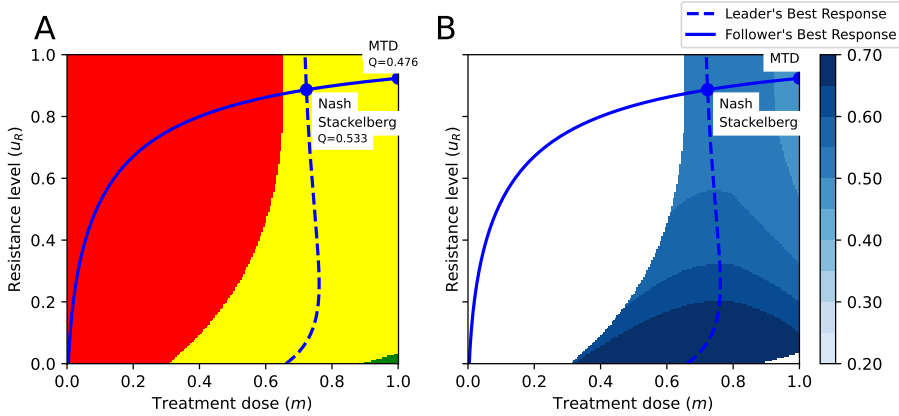 A
B
Leader's Best Response
Follower's Best Response
MTD
Q=0.476
Nash
Stackelberg
Q=0.533
1.0
0.8
0.6
0.4
0.2
0.0
Resistance level (u_R)
0.0 0.2 0.4 0.6 0.8 1.0
Treatment dose (m)
MTD
Nash
Stackelberg
Resistance level (u_R)
0.0 0.2 0.4 0.6 0.8 1.0
Treatment dose (m)
0.70
0.60
0.50
0.40
0.30
0.20